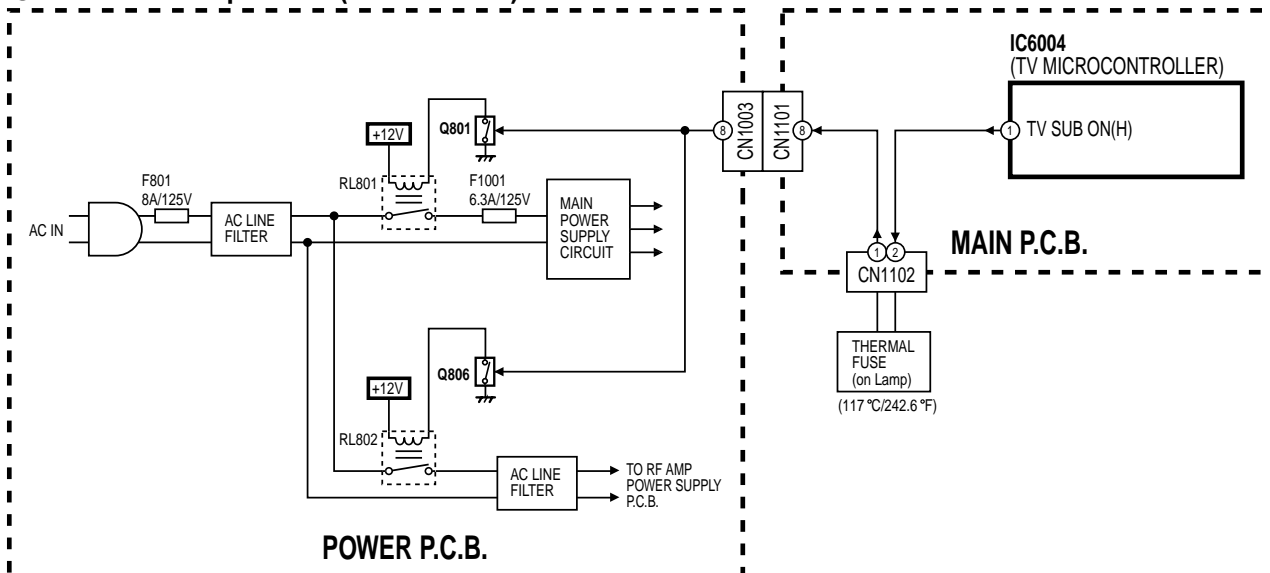 IC6004
(TV MICROCONTROLLER)
1 TV SUB ON(H)
+12V
Q801
8
CN1003
CN1101
8
F801
8A/125V
RL801
F1001
6.3A/125V
AC IN
AC LINE
FILTER
MAIN
POWER
SUPPLY
CIRCUIT
MAIN P.C.B.
1 2
CN1102
THERMAL
FUSE
(on Lamp)
(117 °C/242.6 °F)
+12V
Q806
RL802
AC LINE
FILTER
TO RF AMP
POWER SUPPLY
P.C.B.
POWER P.C.B.